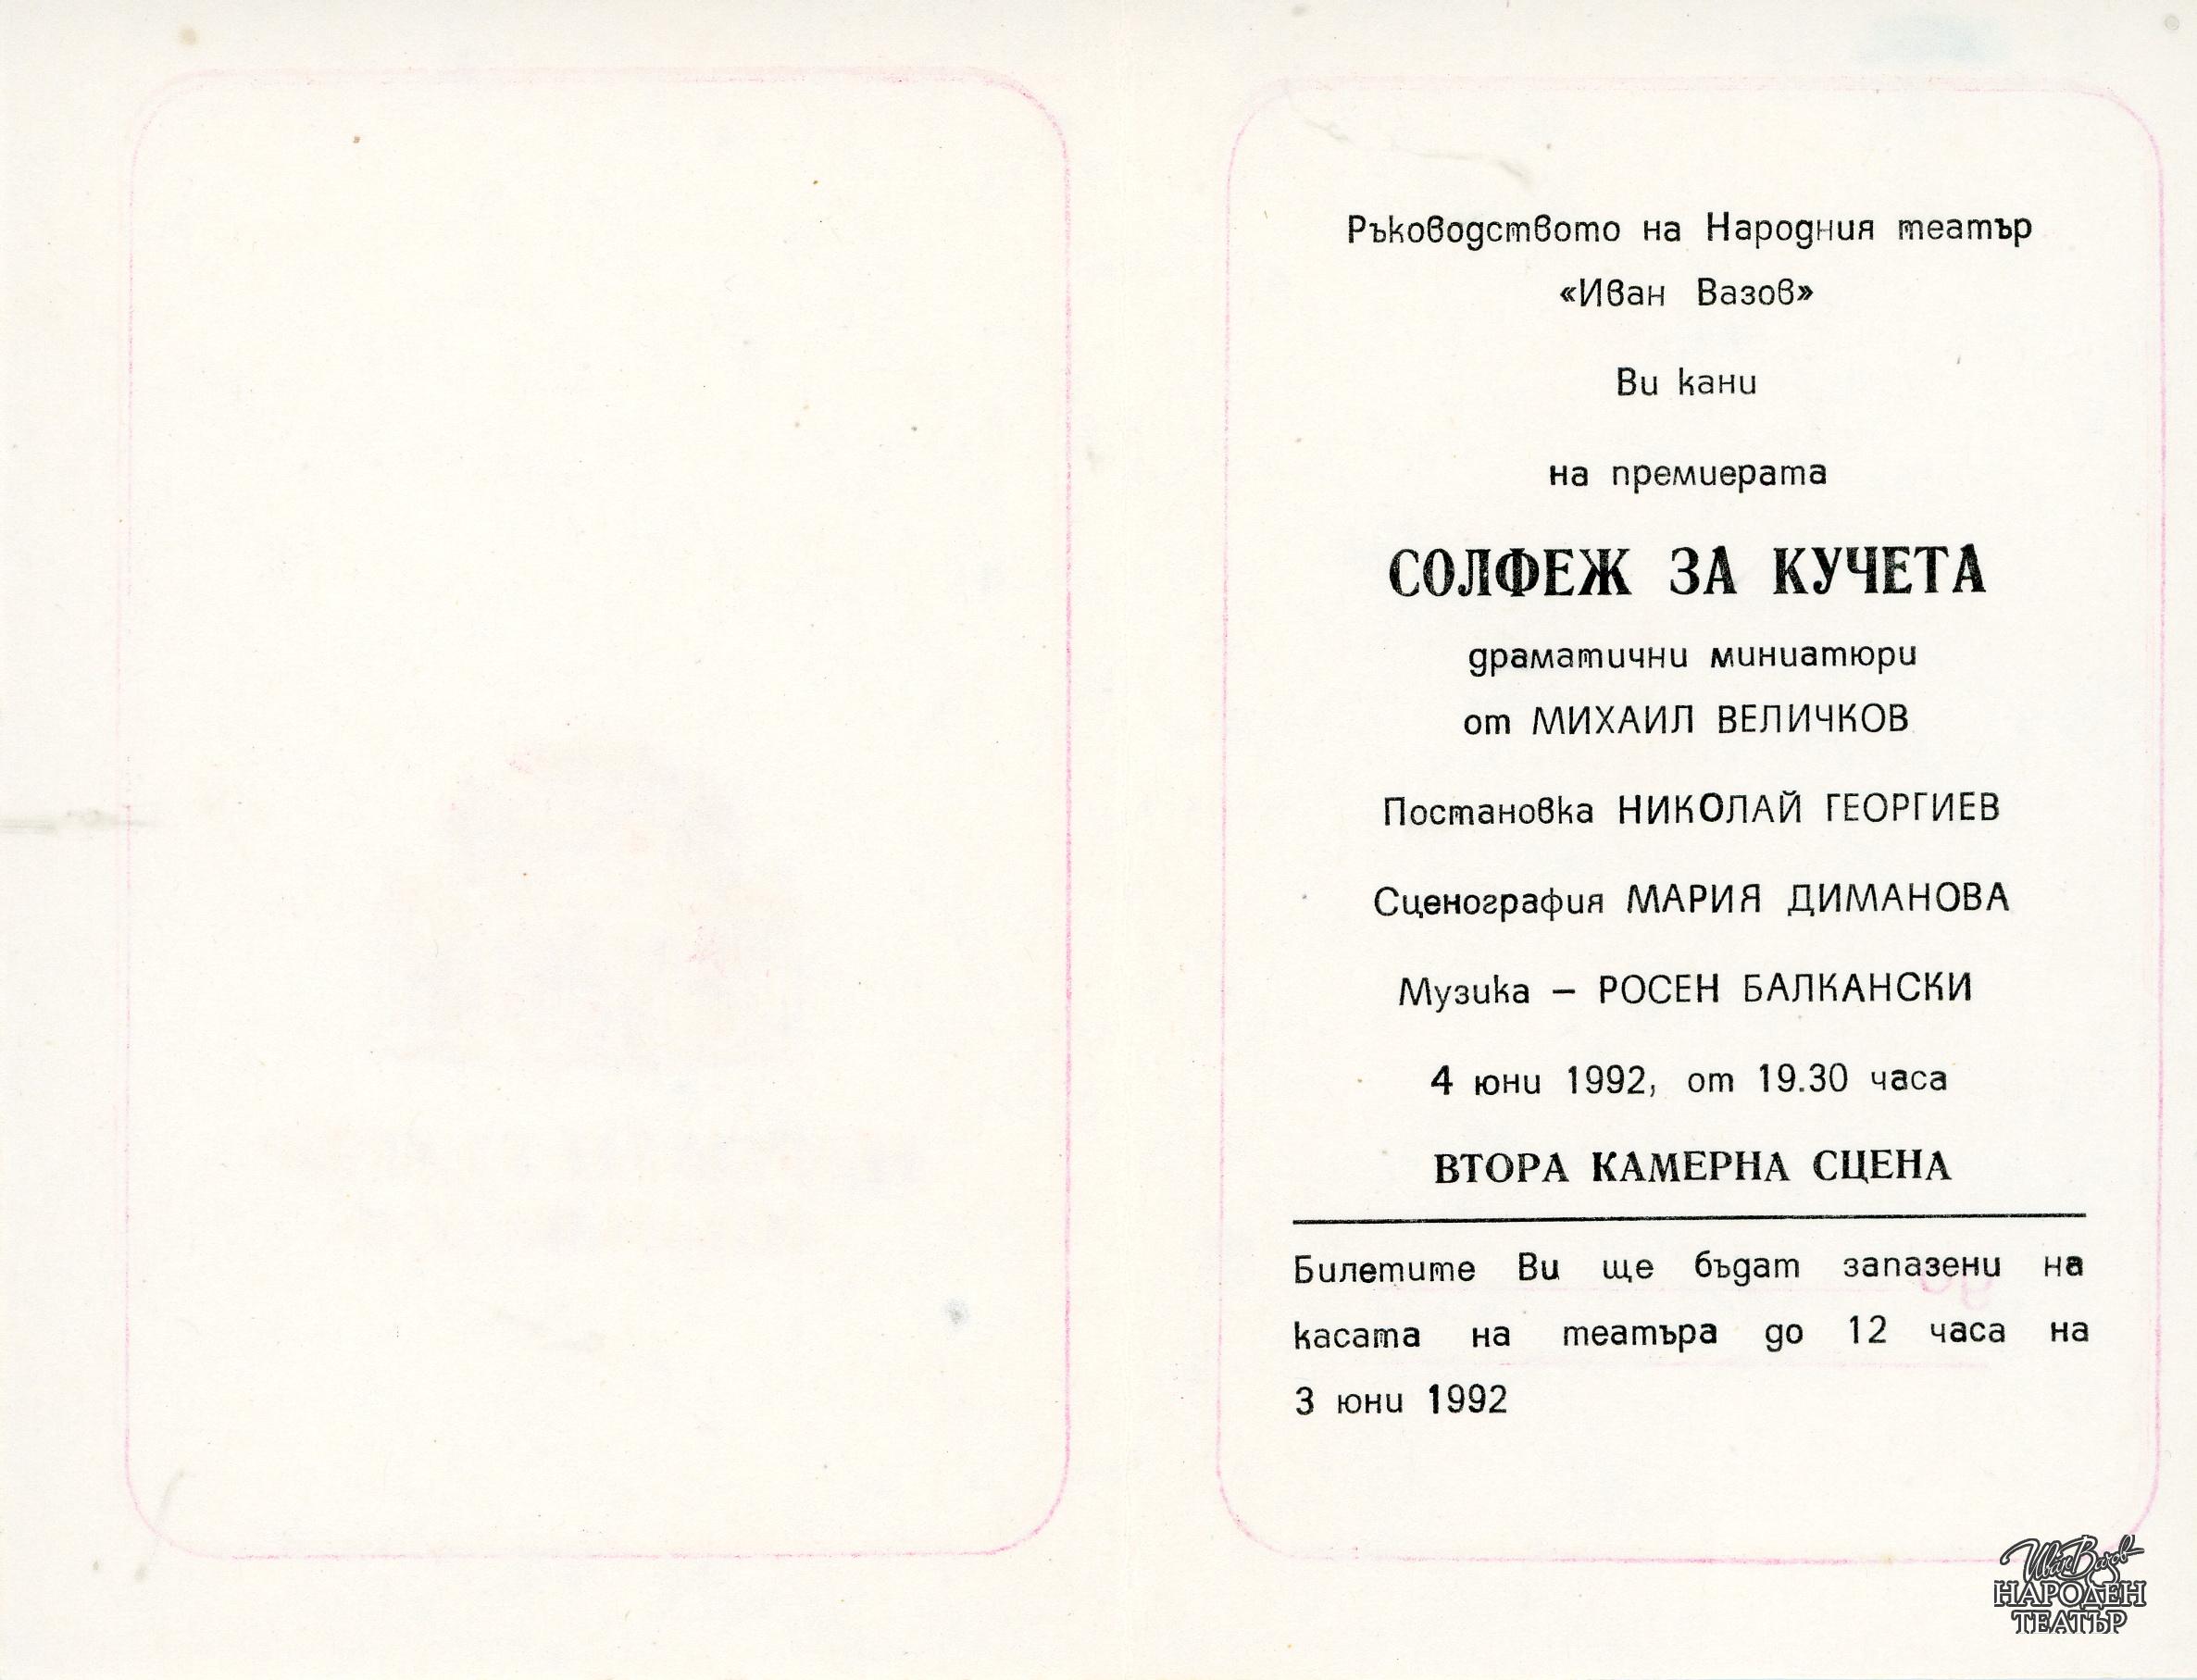 Ръководството на Народния театър
«Иван Вазов»
Ви кани
на премиерата
СОЛФЕЖ ЗА КУЧЕТА
драматични миниатюри
от МИХАИЛ ВЕЛИЧКОВ
Постановка НИКОЛАЙ ГЕОРГИЕВ
Сценография МАРИЯ ДИМАНОВА
Музика – РОСЕН БАЛКАНСКИ
4 юни 1992, от 19.30 часа
ВТОРА КАМЕРНА СЦЕНА
Билетите Ви ще бъдат запазени на
касата на театъра до 12 часа на
3 юни 1992
Иван Вазов
НАРОДЕН
ТЕАТЪР